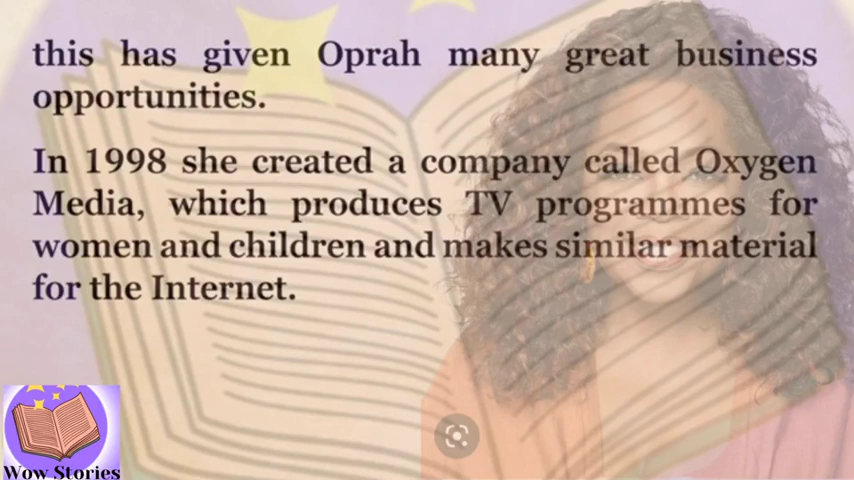 this has given Oprah many great business
opportunities.
In 1998 she created a company called Oxygen
Media, which produces TV programmes for
women and children and makes similar material
for the Internet.
Wow Stories